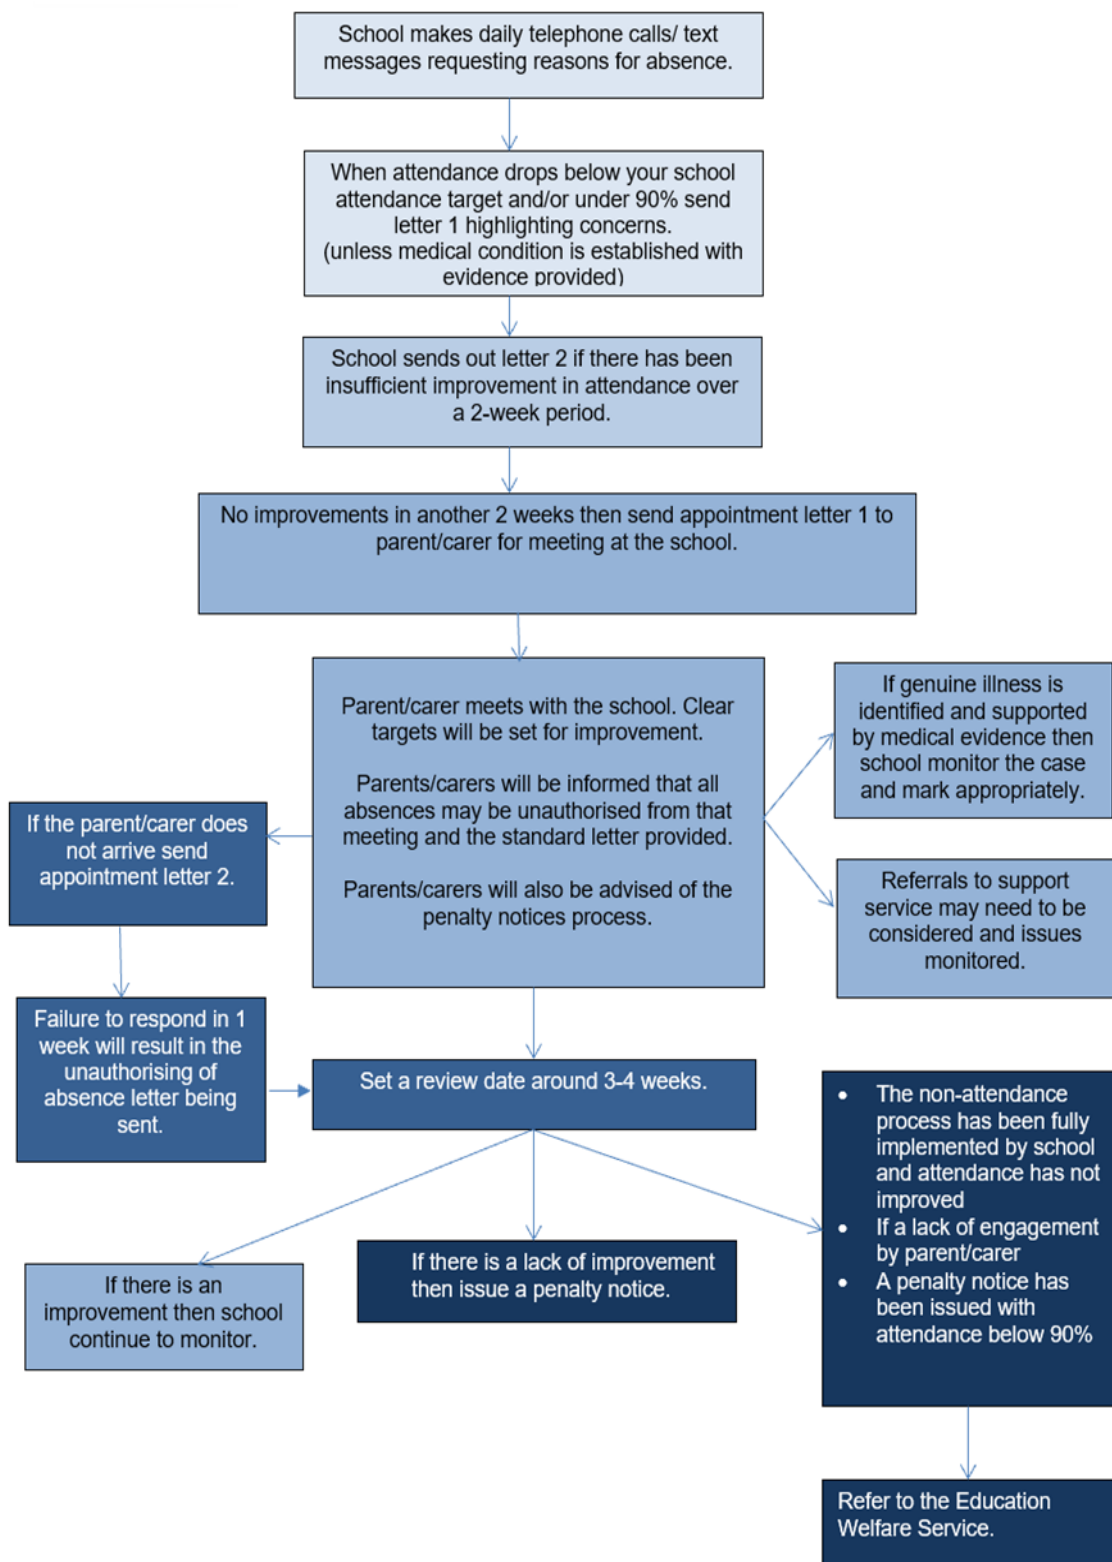 School makes daily telephone calls/ text
messages requesting reasons for absence.
When attendance drops below your school
attendance target and/or under 90% send
letter 1 highlighting concerns.
(unless medical condition is established with
evidence provided)
School sends out letter 2 if there has been
insufficient improvement in attendance over
a 2-week period.
No improvements in another 2 weeks then send appointment letter 1 to
parent/carer for meeting at the school.
Parent/carer meets with the school. Clear
targets will be set for improvement.
Parents/carers will be informed that all
absences may be unauthorised from that
meeting and the standard letter provided.
Parents/carers will also be advised of the
penalty notices process.
If genuine illness is
identified and supported
by medical evidence then
school monitor the case
and mark appropriately.
Referrals to support
service may need to be
considered and issues
monitored.
If the parent/carer does
not arrive send
appointment letter 2.
Failure to respond in 1
week will result in the
unauthorising of
absence letter being
sent.
Set a review date around 3-4 weeks.
If there is an
improvement then school
continue to monitor.
If there is a lack of improvement
then issue a penalty notice.
• The non-attendance
process has been fully
implemented by school
and attendance has not
improved
• If a lack of engagement
by parent/carer
• A penalty notice has
been issued with
attendance below 90%
Refer to the Education
Welfare Service.